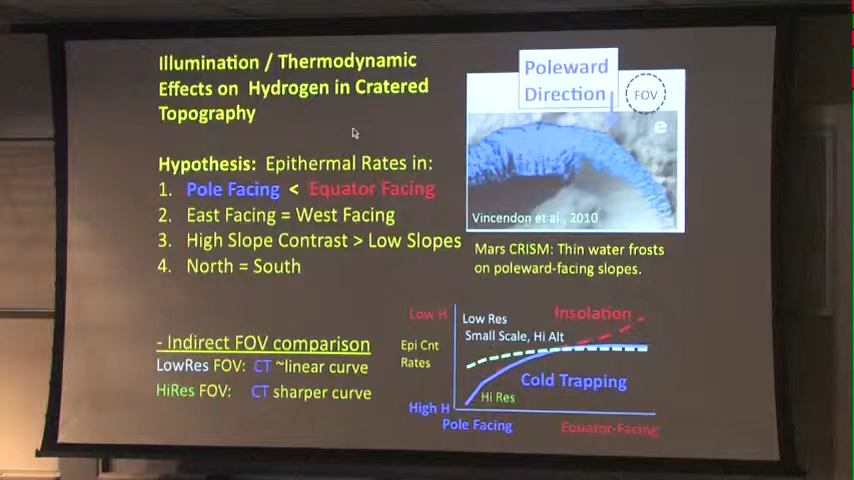 Illumination / Thermodynamic
Effects on Hydrogen in Cratered
Topography
Hypothesis: Epithermal Rates in:
1. Pole Facing < Equator Facing
2. East Facing = West Facing
3. High Slope Contrast > Low Slopes
4. North = South
- Indirect FOV comparison
LowRes FOV: CT ~linear curve
HiRes FOV: CT sharper curve
Poleward
Direction
FOV
e
Vincendon et al., 2010
Mars CRISM: Thin water frosts
on poleward-facing slopes.
Low H
Low Res
Insolation
Small Scale, Hi Alt
Epi Cnt
Rates
Cold Trapping
Hi Res
High H
Pole Facing
Equator-Facing